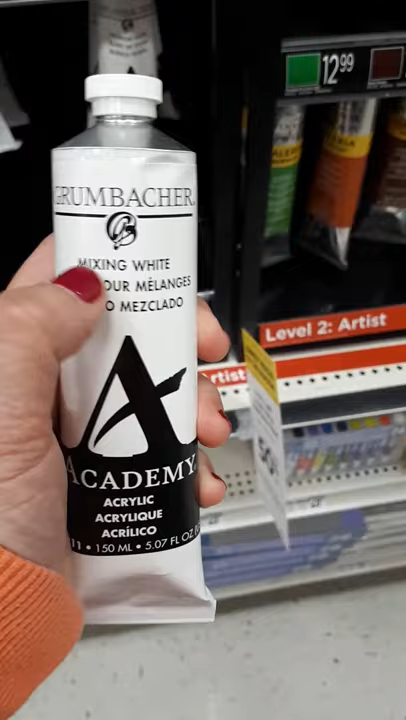 GRUMBACHER
MIXING WHITE
OUR MÉLANGES
O MEZCLADO
ACADEMY
ACRYLIC
ACRYLIQUE
ACRÍLICO
150 ML • 5.07 FL OZ
12.99
Level 2: Artist
Artist